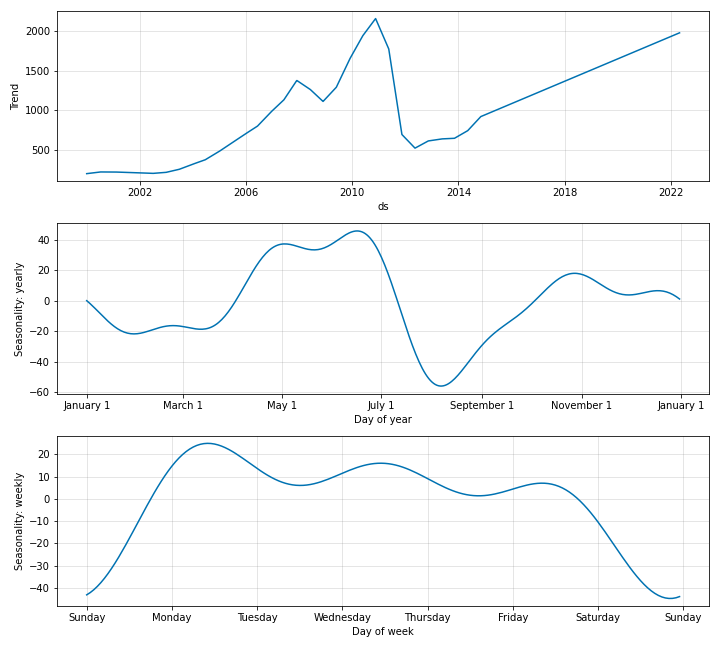 2000
1500
1000
500
Trend
2002 2006 2010 2014 2018 2022
ds
40
20
0
−20
−40
−60
Seasonality: yearly
January 1 March 1 May 1 July 1 September 1 November 1 January 1
Day of year
20
10
0
−10
−20
−30
−40
Seasonality: weekly
Sunday Monday Tuesday Wednesday Thursday Friday Saturday Sunday
Day of week